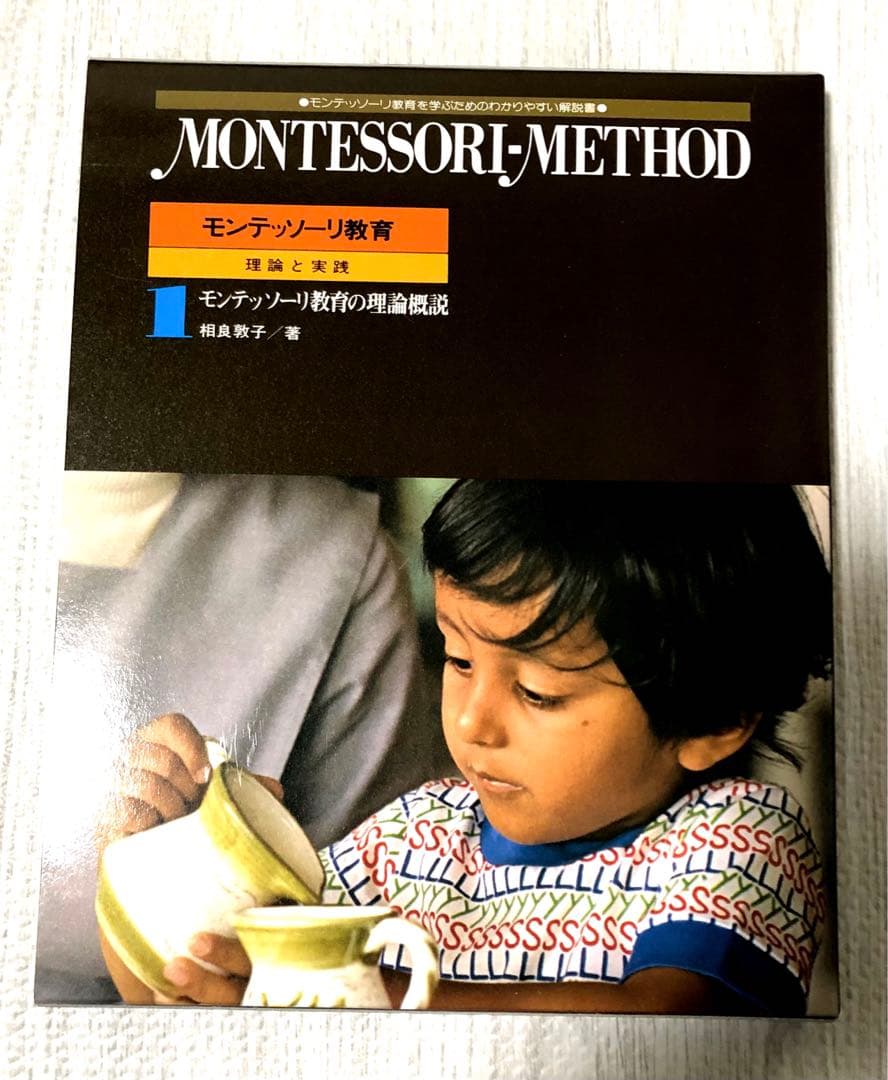 ●モンテッソーリ教育を学ぶためのわかりやすい解説書●
MONTESSORI-METHOD
モンテッソーリ教育
理論と実践
1 モンテッソーリ教育の理論概説
相良敦子/著